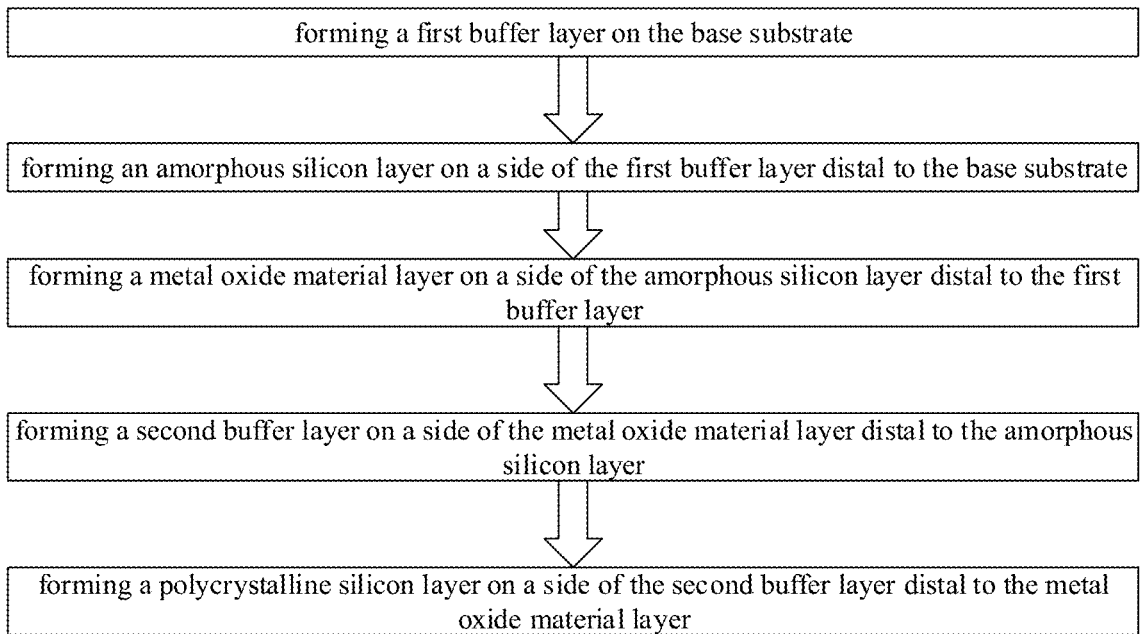 forming a first buffer layer on the base substrate
forming an amorphous silicon layer on a side of the first buffer layer distal to the base substrate
forming a metal oxide material layer on a side of the amorphous silicon layer distal to the first
buffer layer
forming a second buffer layer on a side of the metal oxide material layer distal to the amorphous
silicon layer
forming a polycrystalline silicon layer on a side of the second buffer layer distal to the metal
oxide material layer